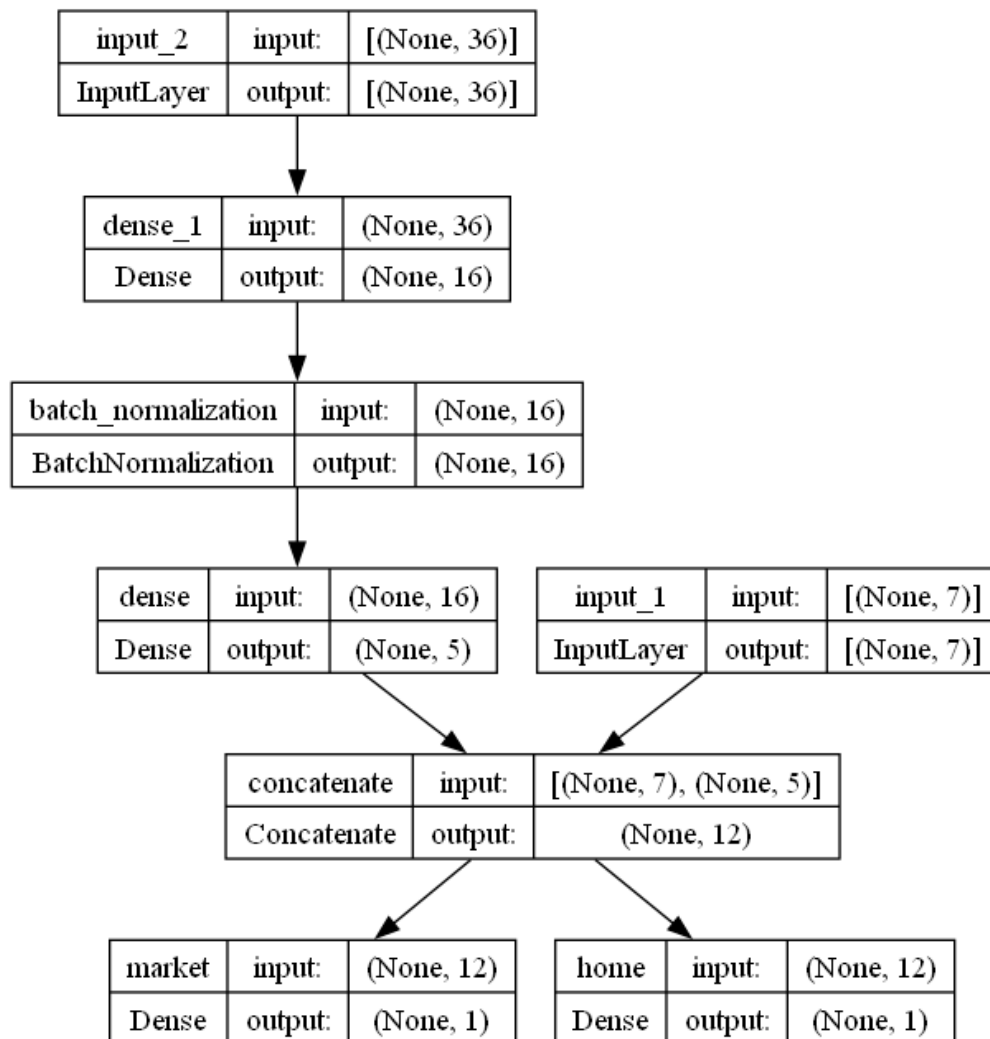 input_2 input: [(None, 36)]
InputLayer output: [(None, 36)]
dense_1 input: (None, 36)
Dense output: (None, 16)
batch_normalization input: (None, 16)
BatchNormalization output: (None, 16)
dense input: (None, 16)
Dense output: (None, 5)
input_1 input: [(None, 7)]
InputLayer output: [(None, 7)]
concatenate input: [(None, 7), (None, 5)]
Concatenate output: (None, 12)
market input: (None, 12)
Dense output: (None, 1)
home input: (None, 12)
Dense output: (None, 1)